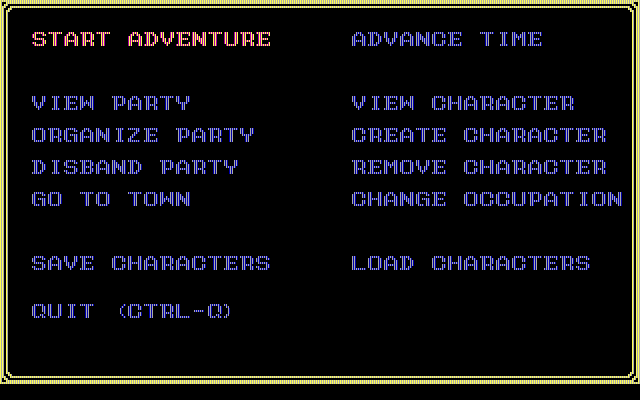 START ADVENTURE ADVANCE TIME
VIEW PARTY VIEW CHARACTER
ORGANIZE PARTY CREATE CHARACTER
DISBAND PARTY REMOVE CHARACTER
GO TO TOWN CHANGE OCCUPATION
SAVE CHARACTERS LOAD CHARACTERS
QUIT (CTRL-Q)